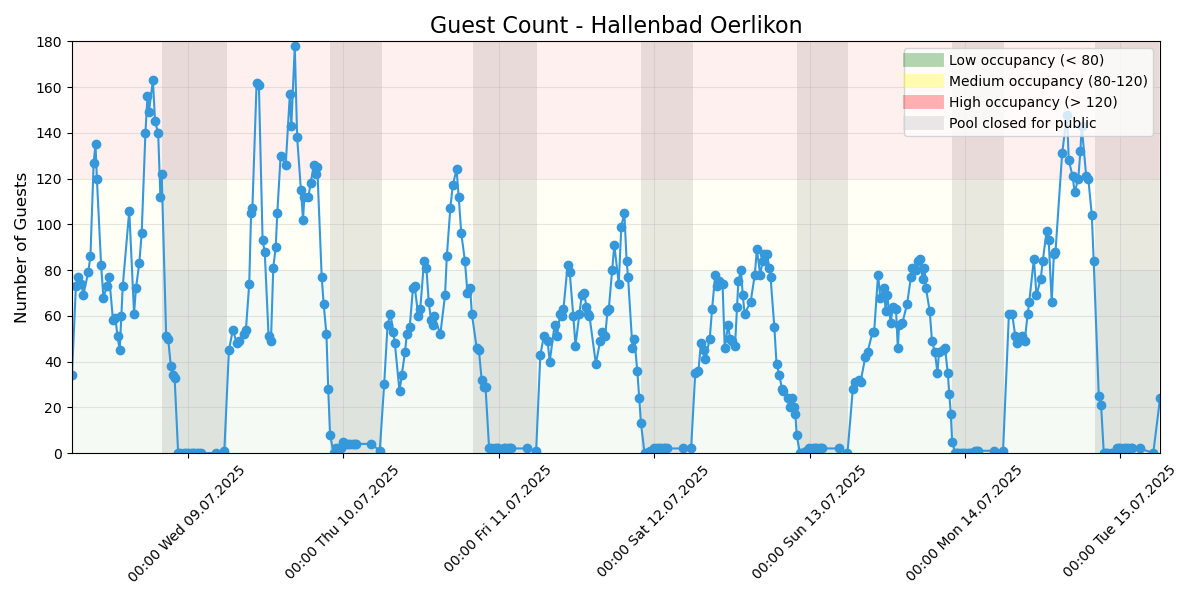 Guest Count - Hallenbad Oerlikon
Number of Guests
180
160
140
120
100
80
60
40
20
0
Low occupancy (< 80)
Medium occupancy (80-120)
High occupancy (> 120)
Pool closed for public
00:00 Wed 09.07.2025
00:00 Thu 10.07.2025
00:00 Fri 11.07.2025
00:00 Sat 12.07.2025
00:00 Sun 13.07.2025
00:00 Mon 14.07.2025
00:00 Tue 15.07.2025